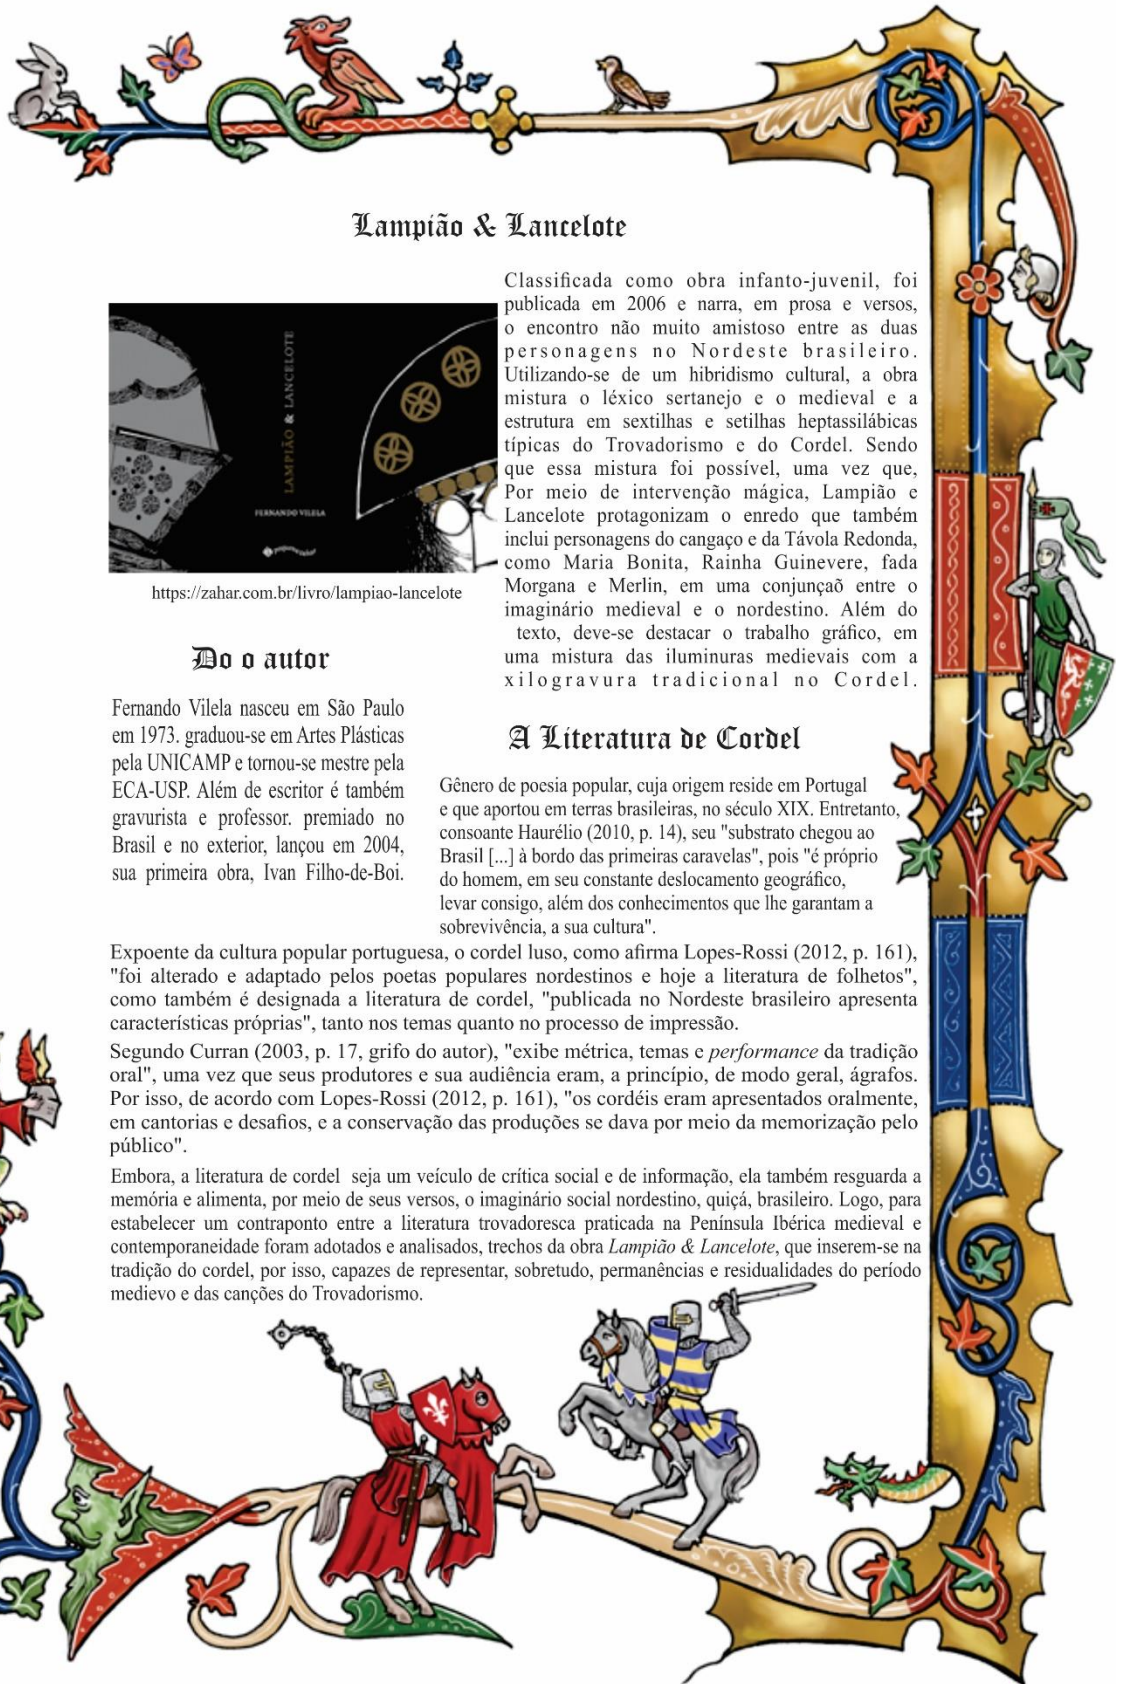 Lampião & Lancelote
LAMPIÃO & LANCELOTE
FERNANDO VILELA
pequena zahar
https://zahar.com.br/livro/lampiao-lancelote
Classificada como obra infanto-juvenil, foi
publicada em 2006 e narra, em prosa e versos,
o encontro não muito amistoso entre as duas
personagens no Nordeste brasileiro.
Utilizando-se de um hibridismo cultural, a obra
mistura o léxico sertanejo e o medieval e a
estrutura em sextilhas e setilhas heptassilábicas
típicas do Trovadorismo e do Cordel. Sendo
que essa mistura foi possível, uma vez que,
Por meio de intervenção mágica, Lampião e
Lancelote protagonizam o enredo que também
inclui personagens do cangaço e da Távola Redonda,
como Maria Bonita, Rainha Guinevere, fada
Morgana e Merlin, em uma conjunçaõ entre o
imaginário medieval e o nordestino. Além do
texto, deve-se destacar o trabalho gráfico, em
uma mistura das iluminuras medievais com a
xilogravura tradicional no Cordel.
Do o autor
Fernando Vilela nasceu em São Paulo
em 1973. graduou-se em Artes Plásticas
pela UNICAMP e tornou-se mestre pela
ECA-USP. Além de escritor é também
gravurista e professor. premiado no
Brasil e no exterior, lançou em 2004,
sua primeira obra, Ivan Filho-de-Boi.
A Literatura de Cordel
Gênero de poesia popular, cuja origem reside em Portugal
e que aportou em terras brasileiras, no século XIX. Entretanto,
consoante Haurélio (2010, p. 14), seu "substrato chegou ao
Brasil [...] à bordo das primeiras caravelas", pois "é próprio
do homem, em seu constante deslocamento geográfico,
levar consigo, além dos conhecimentos que lhe garantam a
sobrevivência, a sua cultura".
Expoente da cultura popular portuguesa, o cordel luso, como afirma Lopes-Rossi (2012, p. 161),
"foi alterado e adaptado pelos poetas populares nordestinos e hoje a literatura de folhetos",
como também é designada a literatura de cordel, "publicada no Nordeste brasileiro apresenta
características próprias", tanto nos temas quanto no processo de impressão.
Segundo Curran (2003, p. 17, grifo do autor), "exibe métrica, temas e performance da tradição
oral", uma vez que seus produtores e sua audiência eram, a princípio, de modo geral, ágrafos.
Por isso, de acordo com Lopes-Rossi (2012, p. 161), "os cordéis eram apresentados oralmente,
em cantorias e desafios, e a conservação das produções se dava por meio da memorização pelo
público".
Embora, a literatura de cordel seja um veículo de crítica social e de informação, ela também resguarda a
memória e alimenta, por meio de seus versos, o imaginário social nordestino, quiçá, brasileiro. Logo, para
estabelecer um contraponto entre a literatura trovadoresca praticada na Península Ibérica medieval e
contemporaneidade foram adotados e analisados, trechos da obra Lampião & Lancelote, que inserem-se na
tradição do cordel, por isso, capazes de representar, sobretudo, permanências e residualidades do período
medievo e das canções do Trovadorismo.